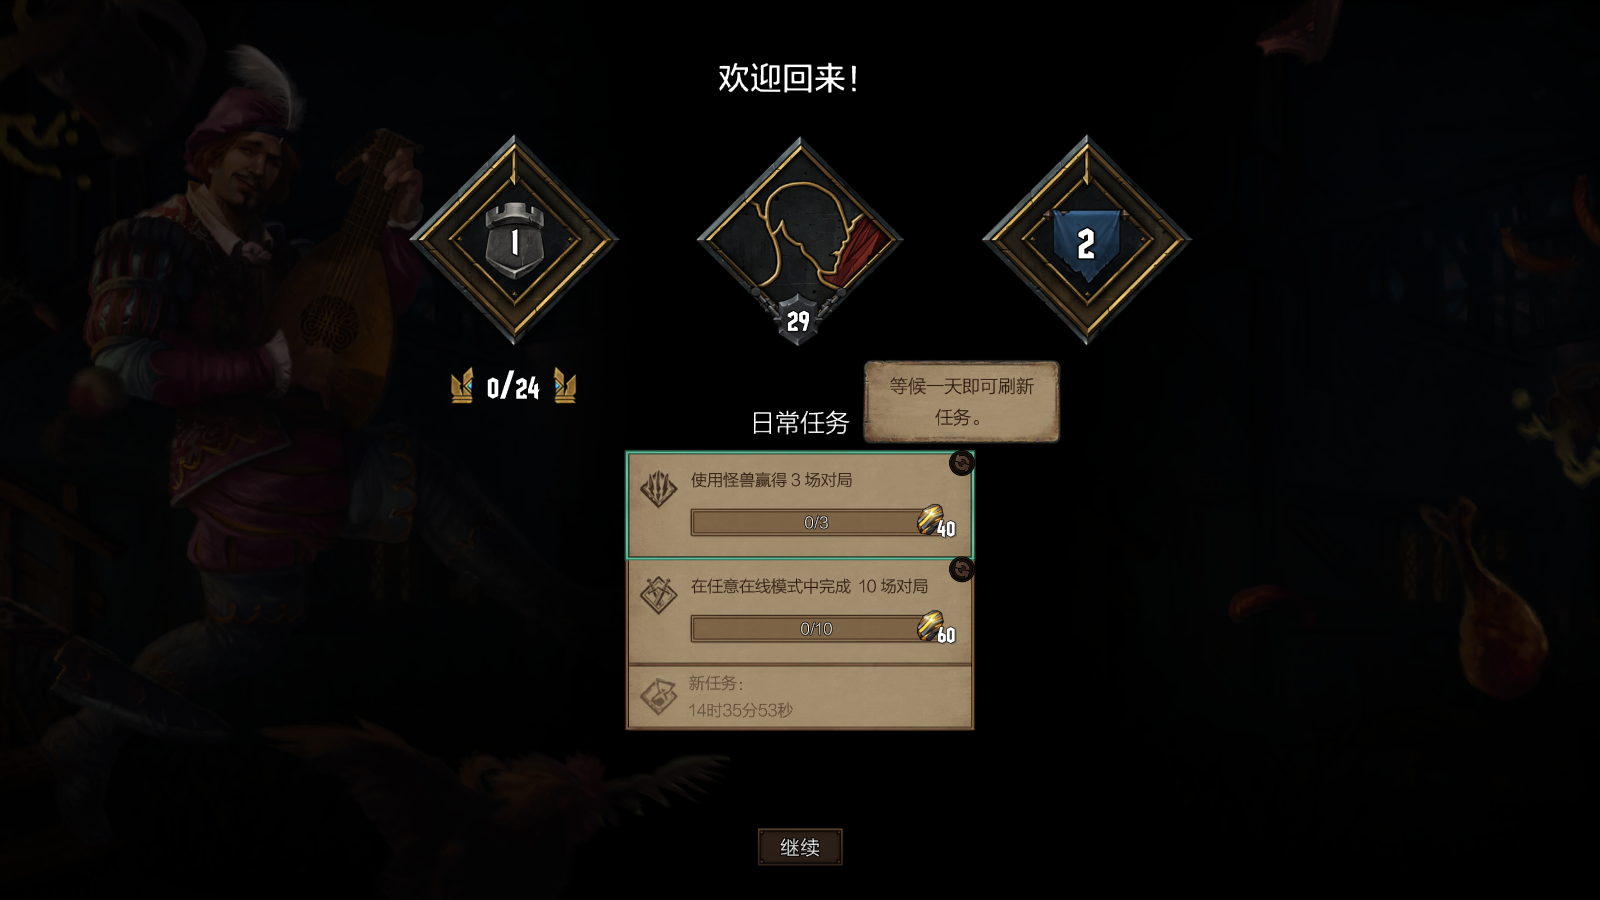 欢迎回来!
1
29
2
0/24
等候一天即可刷新
任务。
日常任务
使用怪兽赢得 3 场对局
0/3
40
在任意在线模式中完成 10 场对局
0/10
60
新任务:
14时35分53秒
继续